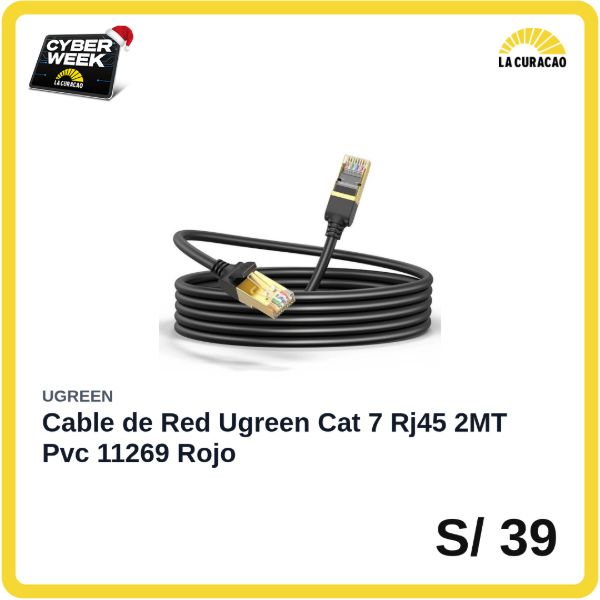 CYBER
WEEK
LA CURACAO
LA CURACAO
UGREEN
Cable de Red Ugreen Cat 7 Rj45 2MT
Pvc 11269 Rojo
S/ 39